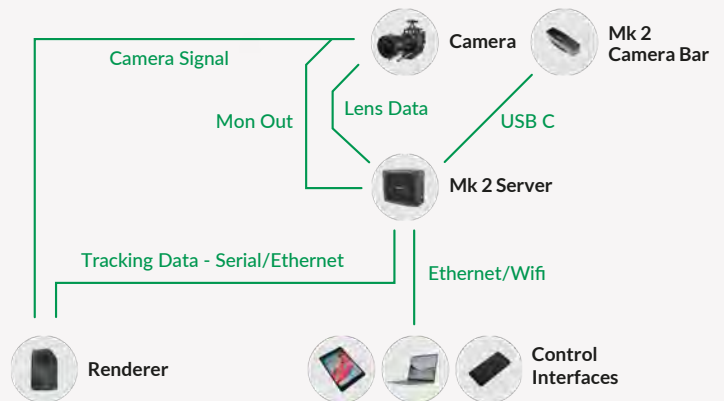 Camera Signal
Camera
Mk 2
Camera Bar
Mon Out
Lens Data
USB C
Mk 2 Server
Tracking Data - Serial/Ethernet
Ethernet/Wifi
Renderer
Control
Interfaces